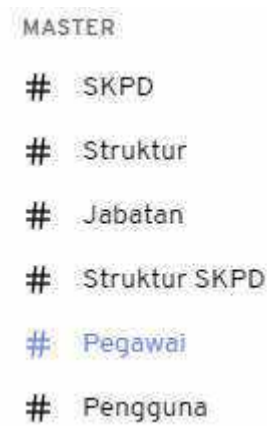 MASTER
# SKPD
# Struktur
# Jabatan
# Struktur SKPD
# Pegawai
# Pengguna